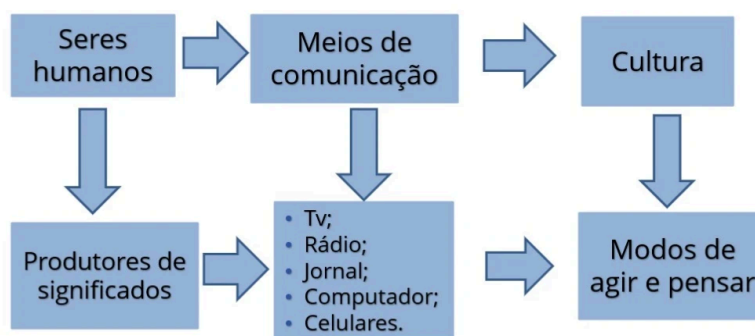 Seres
humanos
Meios de
comunicação
Cultura
Produtores de
significados
• Tv;
• Rádio;
• Jornal;
• Computador;
• Celulares.
Modos de
agir e pensar